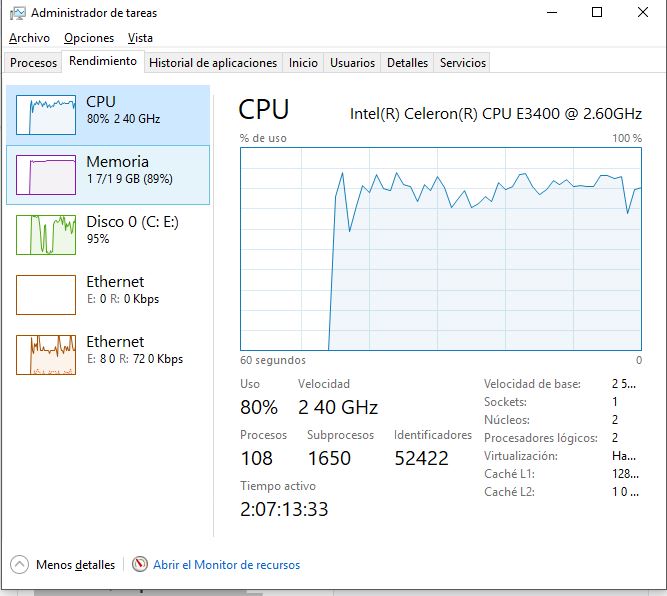 Administrador de tareas
Archivo Opciones Vista
Procesos Rendimiento Historial de aplicaciones Inicio Usuarios Detalles Servicios
CPU
80% 2 40 GHz
Memoria
1 7/1 9 GB (89%)
Disco 0 (C: E:)
95%
Ethernet
E: 0 R: 0 Kbps
Ethernet
E: 8 0 R: 72 0 Kbps
CPU Intel(R) Celeron(R) CPU E3400 @ 2.60GHz
% de uso 100 %
60 segundos 0
Uso Velocidad
80% 2 40 GHz
Procesos Subprocesos Identificadores
108 1650 52422
Tiempo activo
2:07:13:33
Velocidad de base: 2 5...
Sockets: 1
Núcleos: 2
Procesadores lógicos: 2
Virtualización: Ha...
Caché L1: 128...
Caché L2: 1 0 ...
Menos detalles Abrir el Monitor de recursos